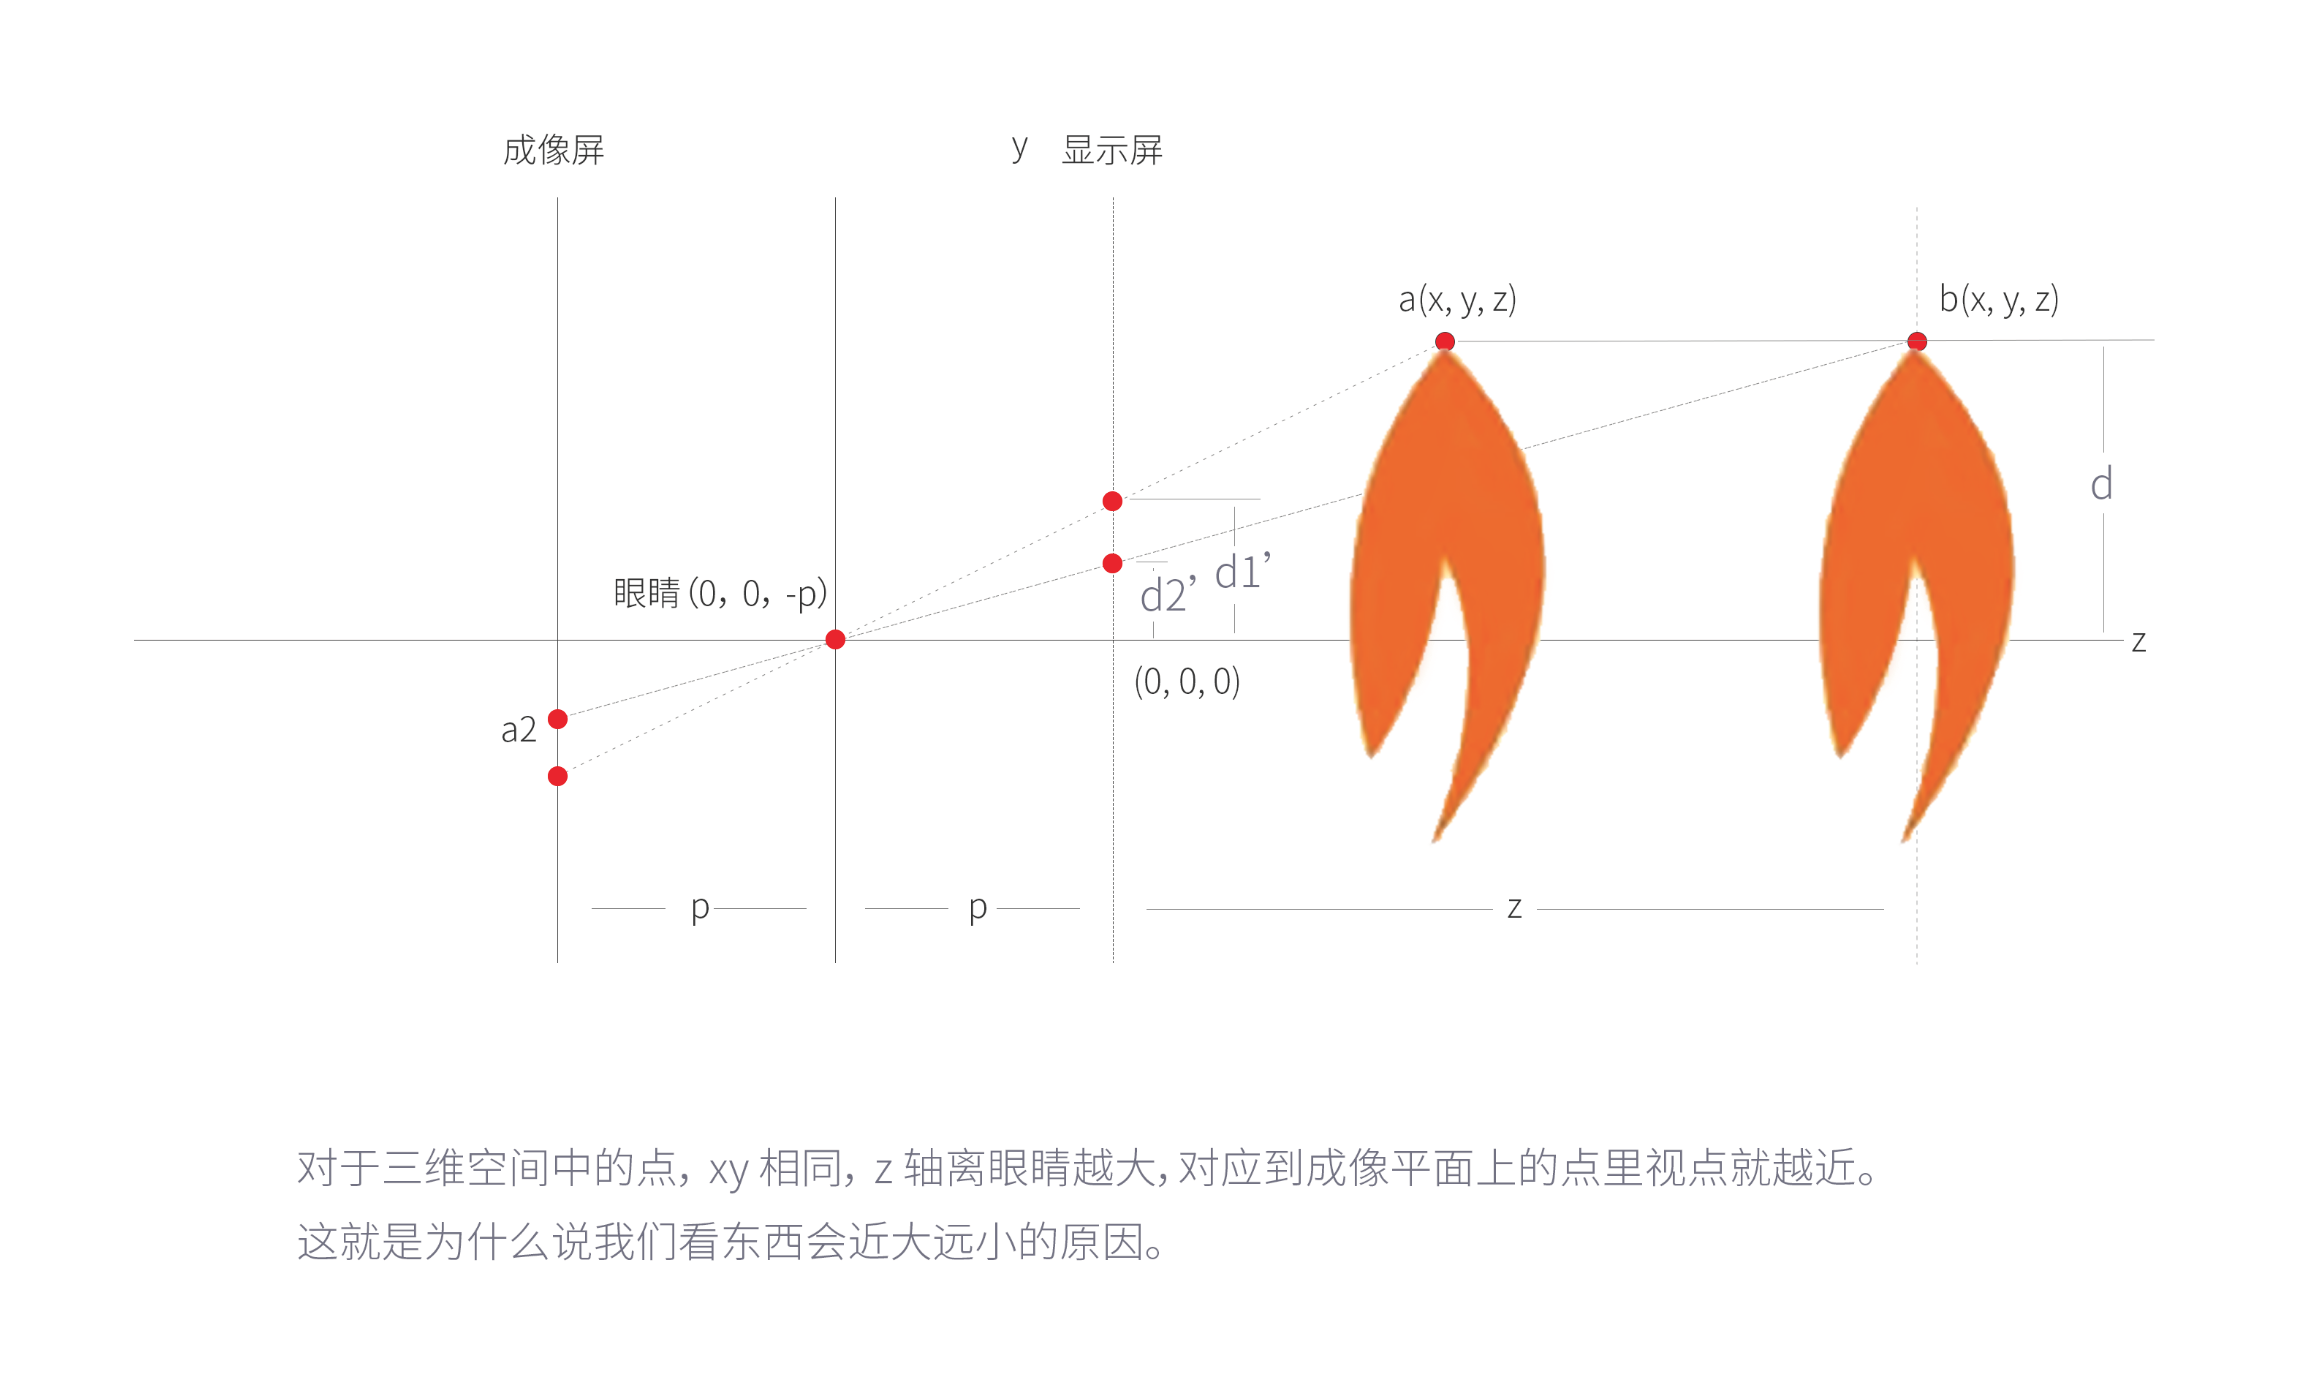 成像屏
y 显示屏
a(x, y, z)
b(x, y, z)
d
d1’
d2’
眼睛(0，0，-p)
z
(0, 0, 0)
a2
p
p
z
对于三维空间中的点，xy 相同，z 轴离眼睛越大，对应到成像平面上的点里视点就越近。
这就是为什么说我们看东西会近大远小的原因。